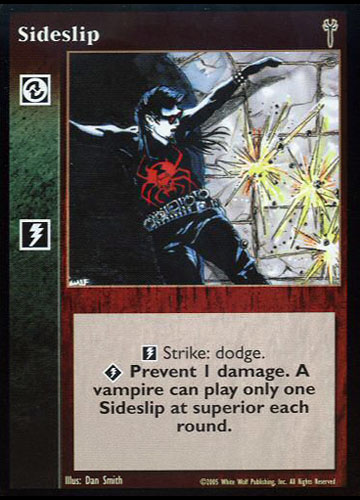 Sideslip
Strike: dodge.
Prevent 1 damage. A
vampire can play only one
Sideslip at superior each
round.
Illus: Dan Smith
©2005 White Wolf Publishing, Inc. All Rights Reserved